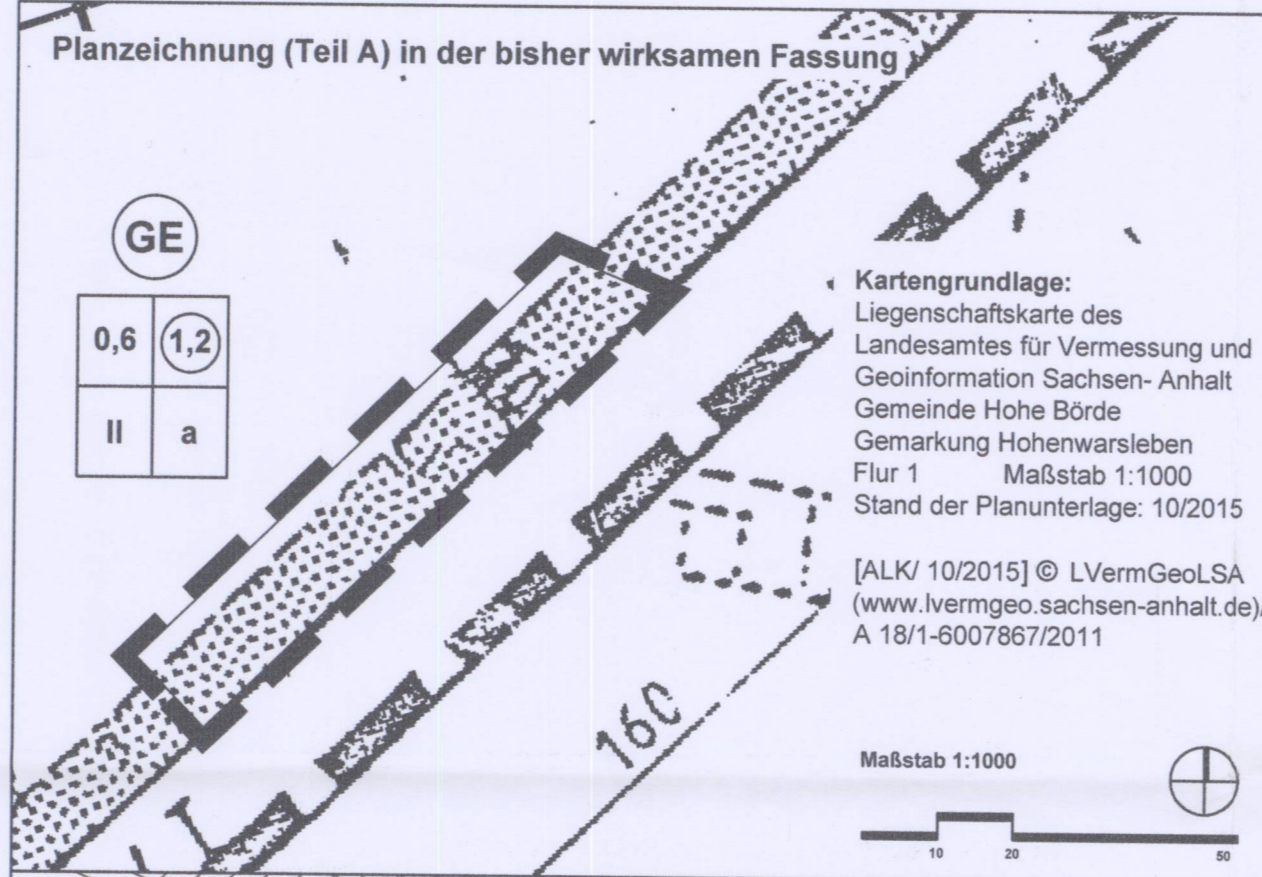 Planzeichnung (Teil A) in der bisher wirksamen Fassung
GE
0,6 1,2
II a
160
Kartengrundlage:
Liegenschaftskarte des
Landesamtes für Vermessung und
Geoinformation Sachsen- Anhalt
Gemeinde Hohe Börde
Gemarkung Hohenwarsleben
Flur 1 Maßstab 1:1000
Stand der Planunterlage: 10/2015
[ALK/ 10/2015] © LVermGeoLSA
(www.lvermgeo.sachsen-anhalt.de)/
A 18/1-6007867/2011
Maßstab 1:1000
10 20 50